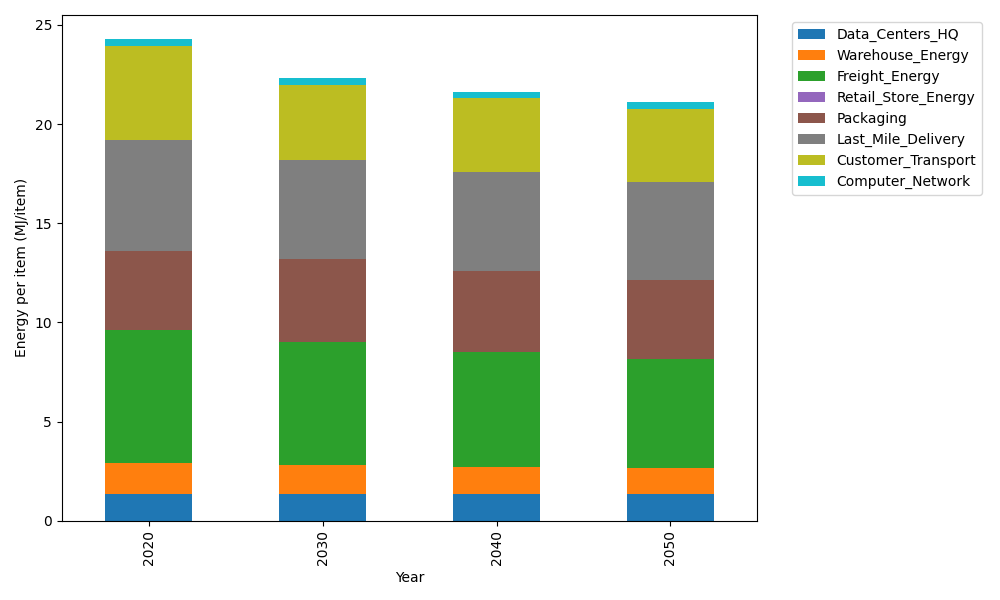 25
20
15
10
5
0
Energy per item (MJ/item)
2020
2030
2040
2050
Year
Data_Centers_HQ
Warehouse_Energy
Freight_Energy
Retail_Store_Energy
Packaging
Last_Mile_Delivery
Customer_Transport
Computer_Network